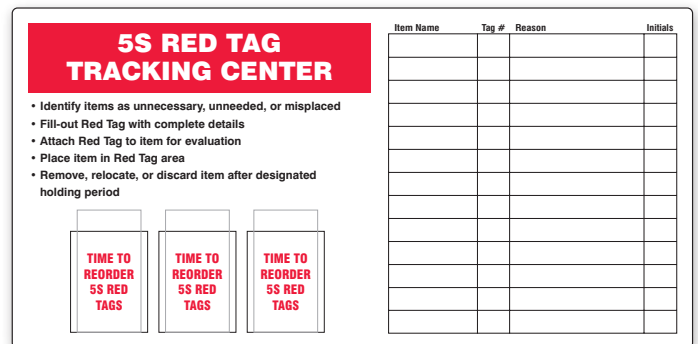 5S RED TAG
TRACKING CENTER
• Identify items as unnecessary, unneeded, or misplaced
• Fill-out Red Tag with complete details
• Attach Red Tag to item for evaluation
• Place item in Red Tag area
• Remove, relocate, or discard item after designated
holding period
TIME TO
REORDER
5S RED
TAGS
TIME TO
REORDER
5S RED
TAGS
TIME TO
REORDER
5S RED
TAGS
Item Name Tag # Reason Initials